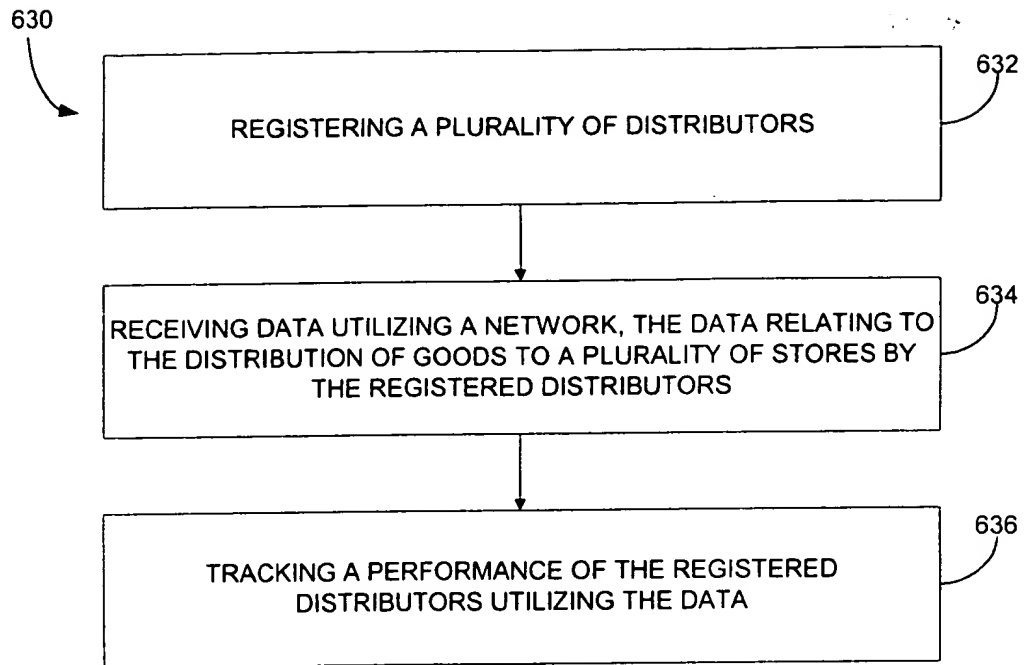 630
632
REGISTERING A PLURALITY OF DISTRIBUTORS
634
RECEIVING DATA UTILIZING A NETWORK, THE DATA RELATING TO
THE DISTRIBUTION OF GOODS TO A PLURALITY OF STORES BY
THE REGISTERED DISTRIBUTORS
636
TRACKING A PERFORMANCE OF THE REGISTERED
DISTRIBUTORS UTILIZING THE DATA